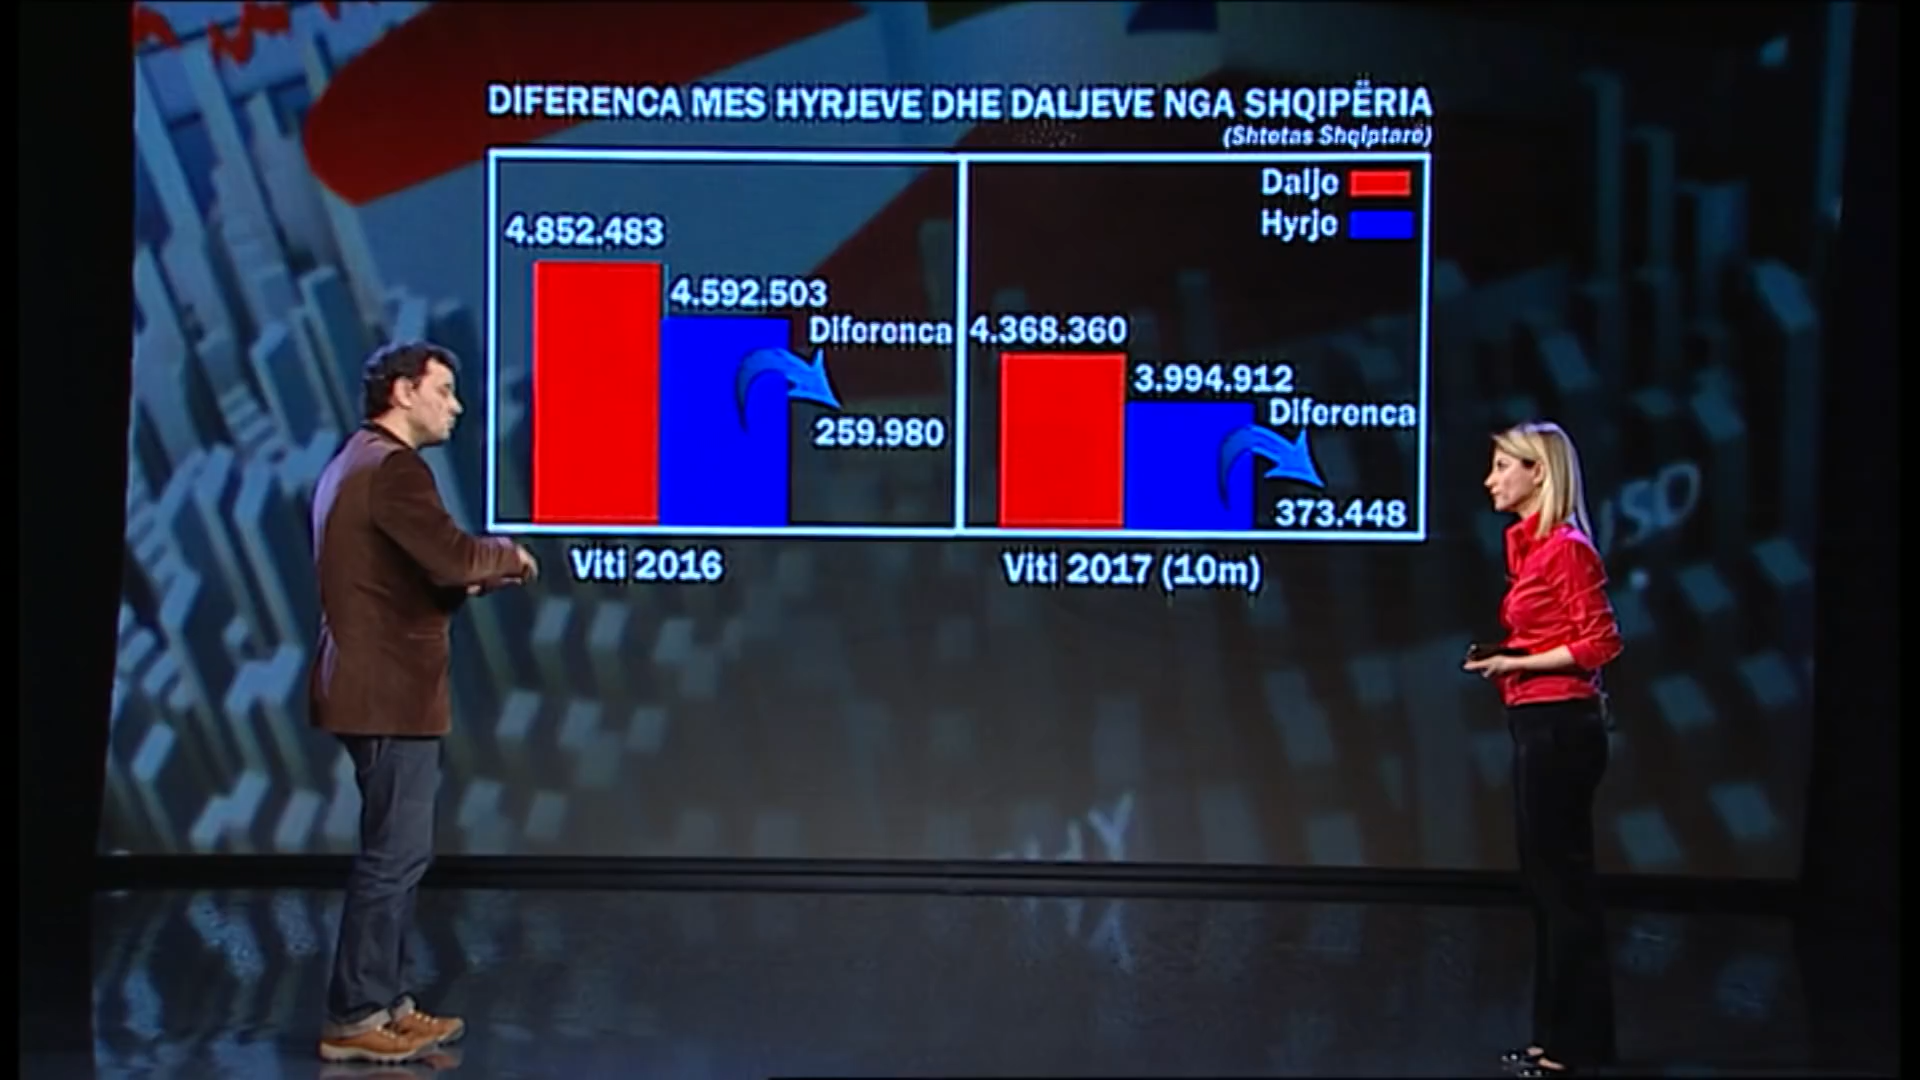 DIFERENCA MES HYRJEVE DHE DALJEVE NGA SHQIPËRIA
(Shtetas Shqiptarë)
Dalje
Hyrje
4.852.483
4.592.503
Diferenca
259.980
4.368.360
3.994.912
Diferenca
373.448
Viti 2016
Viti 2017 (10m)